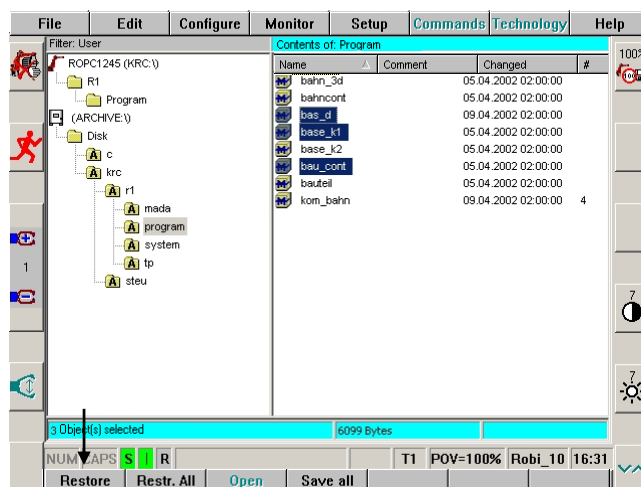 File Edit Configure Monitor Setup Commands Technology Help
Filter: User
Contents of: Program
100%
ROPC1245 (KRC:\)
Name Comment Changed #
R1
bahn_3d 05.04.2002 02:00:00
Program
bahncont 05.04.2002 02:00:00
(ARCHIVE:\)
bas_d 09.04.2002 02:00:00
Disk
base_k1 05.04.2002 02:00:00
A c
base_k2 05.04.2002 02:00:00
A krc
bau_cont 05.04.2002 02:00:00
A r1
bauteil 05.04.2002 02:00:00
A mada
kom_bahn 09.04.2002 02:00:00 4
A program
A system
A tp
A steu
1
7
7
3 Object(s) selected 6099 Bytes
NUM CAPS S I R T1 POV=100% Robi_10 16:31
Restore Restr. All Open Save all